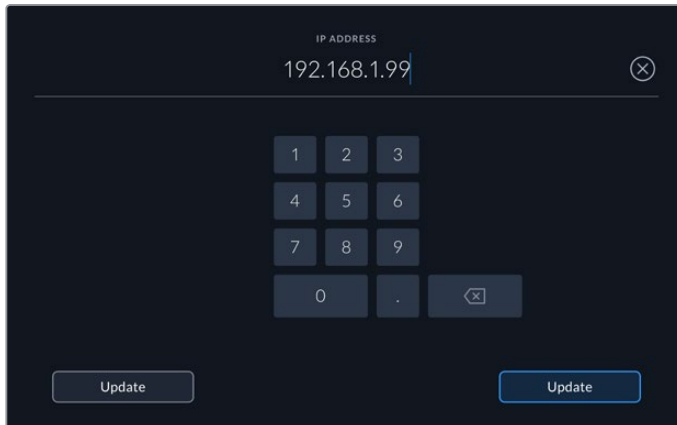 IP ADDRESS
192.168.1.99
1 2 3
4 5 6
7 8 9
0 .
Update Update